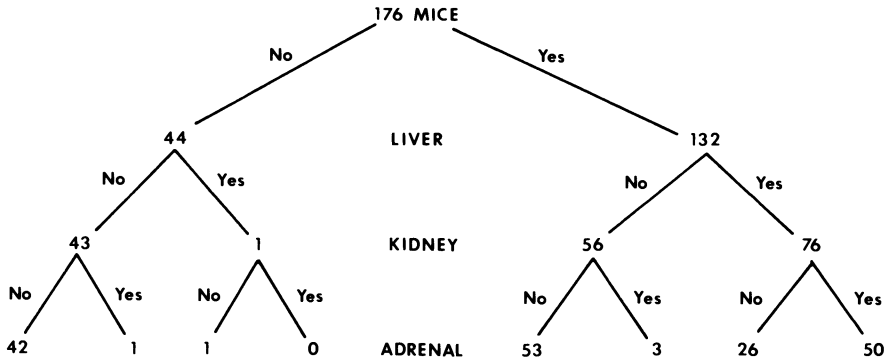 176 MICE
No Yes
44 LIVER 132
No Yes No Yes
43 1 KIDNEY 56 76
No Yes No Yes No Yes No Yes
42 1 1 0 ADRENAL 53 3 26 50